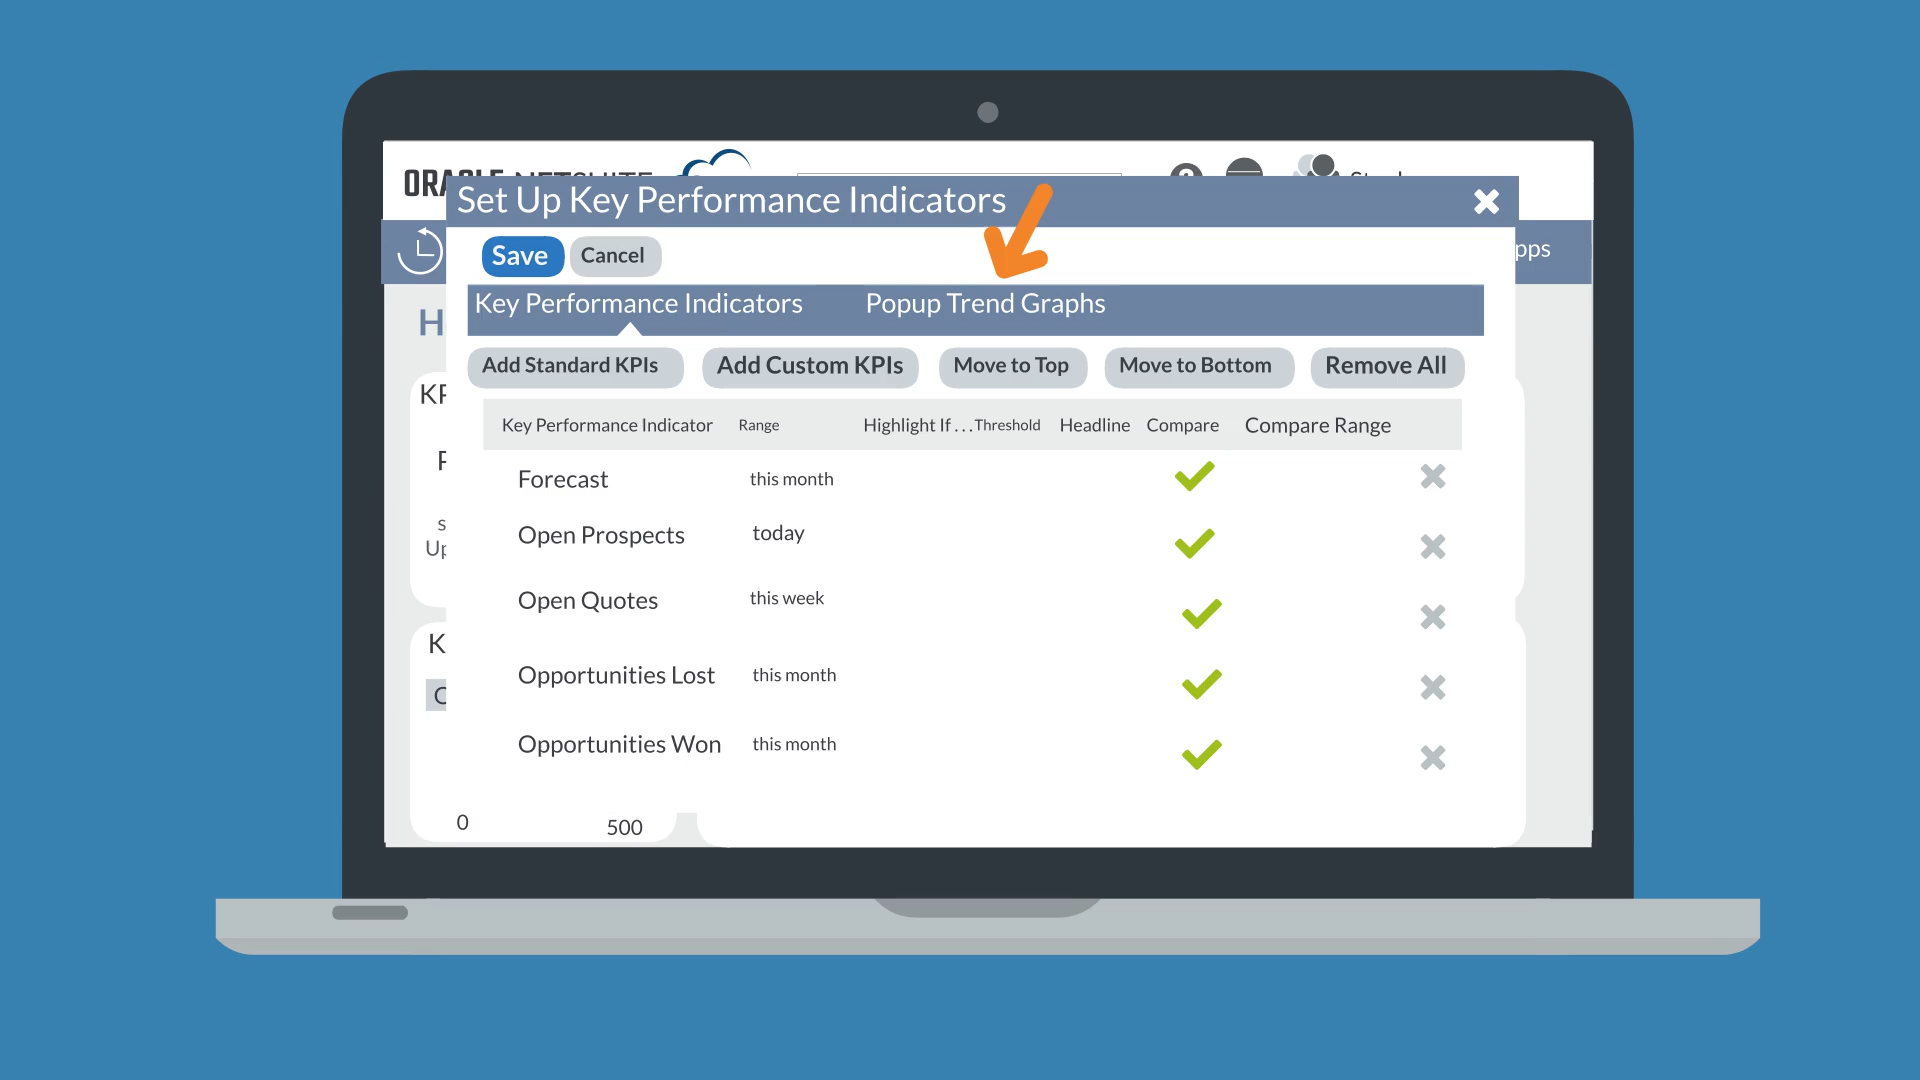 ORACLE NETSUITE
Set Up Key Performance Indicators
Save Cancel
pps
Key Performance Indicators Popup Trend Graphs
H
Add Standard KPIs Add Custom KPIs Move to Top Move to Bottom Remove All
Key Performance Indicator Range Highlight If ... Threshold Headline Compare Compare Range
Forecast this month
Open Prospects today
Up
Open Quotes this week
K
Opportunities Lost this month
Opportunities Won this month
0 500